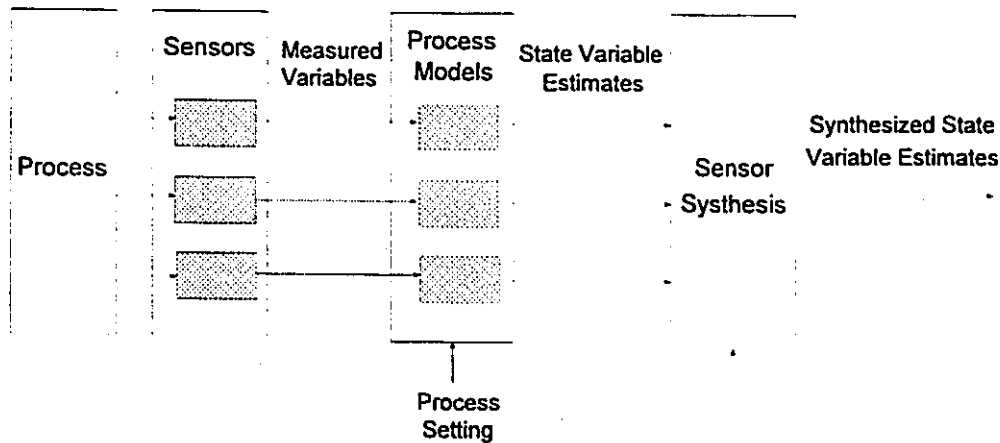 Sensors
Measured
Variables
Process
Models
State Variable
Estimates
Process
Sensor
Systhesis
Synthesized State
Variable Estimates
Process
Setting